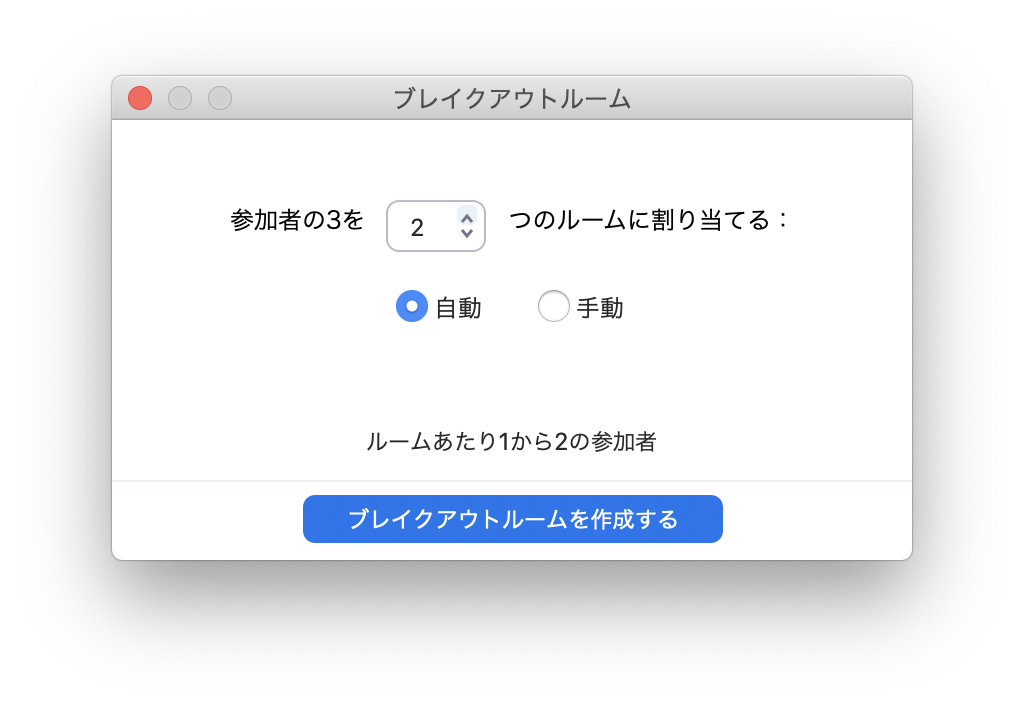 ブレイクアウトルーム
参加者の3を 2 つのルームに割り当てる：
自動 手動
ルームあたり1から2の参加者
ブレイクアウトルームを作成する